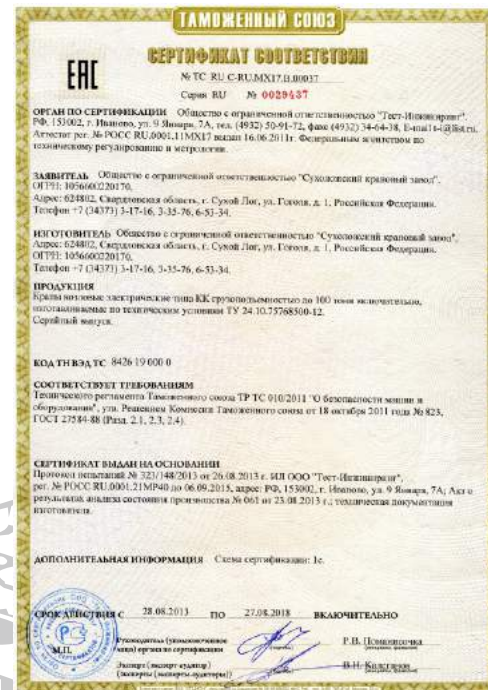 ТАМОЖЕННЫЙ СОЮЗ
СЕРТИФИКАТ СООТВЕТСТВИЯ
EAC
№ ТС RU C-RU.МХ17.В.00037
Серия RU № 0029437
ОРГАН ПО СЕРТИФИКАЦИИ Общество с ограниченной ответственностью "Тест-Инжиниринг".
РФ, 153002, г. Иваново, ул. 9 Января, 7А, тел. (4932) 50-91-72, факс (4932) 34-64-38,
Аттестат рег. № РОСС RU.0001.11МХ17 выдан 16.06.2011г. Федеральным агентством по
техническому регулированию и метрологии.
ЗАЯВИТЕЛЬ Общество с ограниченной ответственностью "Сухоложский крановый завод".
ОГРН: 1056600220170.
Адрес: 624802, Свердловская область, г. Сухой Лог, ул. Гоголя, д. 1, Российская Федерация.
Телефон +7 (34373) 3-17-16, 3-35-76, 6-53-34.
ИЗГОТОВИТЕЛЬ Общество с ограниченной ответственностью "Сухоложский крановый завод".
Адрес: 624802, Свердловская область, г. Сухой Лог, ул. Гоголя, д. 1, Российская Федерация.
ОГРН: 1056600220170.
Телефон +7 (34373) 3-17-16, 3-35-76, 6-53-34.
ПРОДУКЦИЯ
Краны козловые электрические типа КК грузоподъемностью до 100 тонн включительно,
изготавливаемые по техническим условиям ТУ 24.10.75768500-12.
Серийный выпуск.
КОД ТН ВЭД ТС 8426 19 000 0
СООТВЕТСТВУЕТ ТРЕБОВАНИЯМ
Технического регламента Таможенного союза ТР ТС 010/2011 "О безопасности машин и
оборудования", утв. Решением Комиссии Таможенного союза от 18 октября 2011 года № 823,
ГОСТ 27584-88 (Разд. 2.1, 2.3, 2.4).
СЕРТИФИКАТ ВЫДАН НА ОСНОВАНИИ
Протокол испытаний № 323/148/2013 от 26.08.2013 г. ИЛ ООО "Тест-Инжиниринг",
рег. № РОСС RU.0001.21МР40 до 06.09.2015, адрес: РФ, 153002, г. Иваново, ул. 9 Января, 7А; Акт о
результатах анализа состояния производства № 061 от 23.08.2013 г.; техническая документация
изготовителя.
ДОПОЛНИТЕЛЬНАЯ ИНФОРМАЦИЯ Схема сертификации: 1с.
СРОК ДЕЙСТВИЯ С 28.08.2013 ПО 27.08.2018 ВКЛЮЧИТЕЛЬНО
М.П.
Руководитель (уполномоченное
лицо) органа по сертификации
Эксперт (эксперт-аудитор)
(эксперты (эксперты-аудиторы))